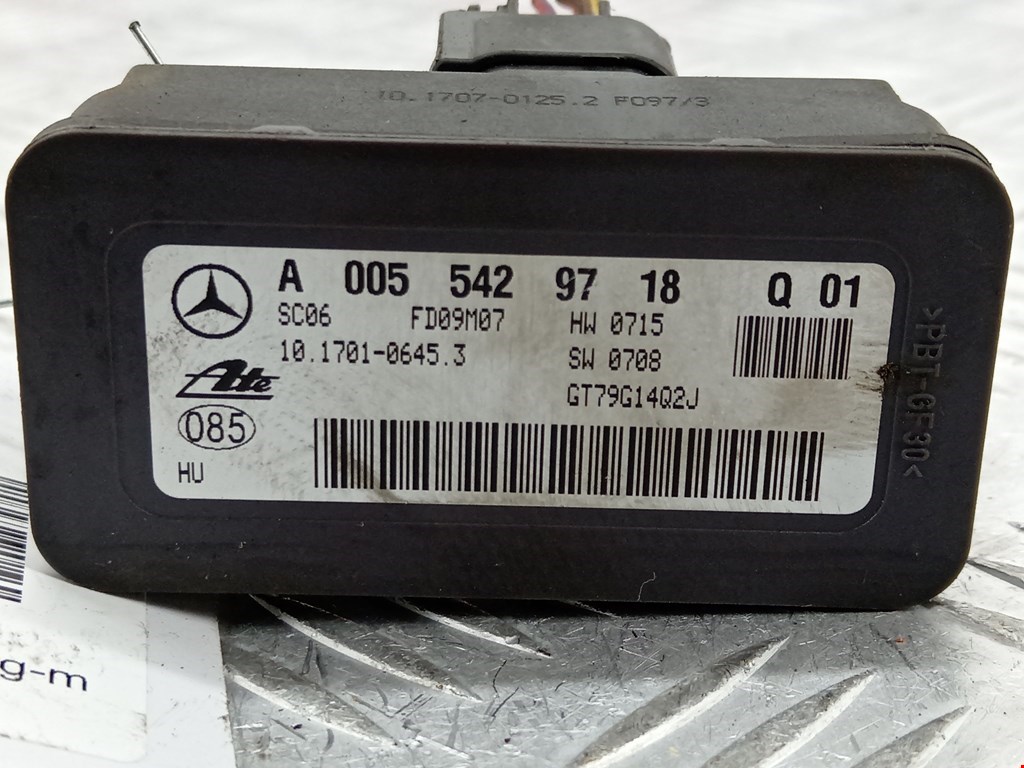 10.1707-0125.2 F097/3
A 005 542 97 18 Q 01
SC06 FD09M07 HW 0715
10.1701-0645.3 SW 0708
GT79G14Q2J
Ate
085
HU
>PBT-GF30<
g-m